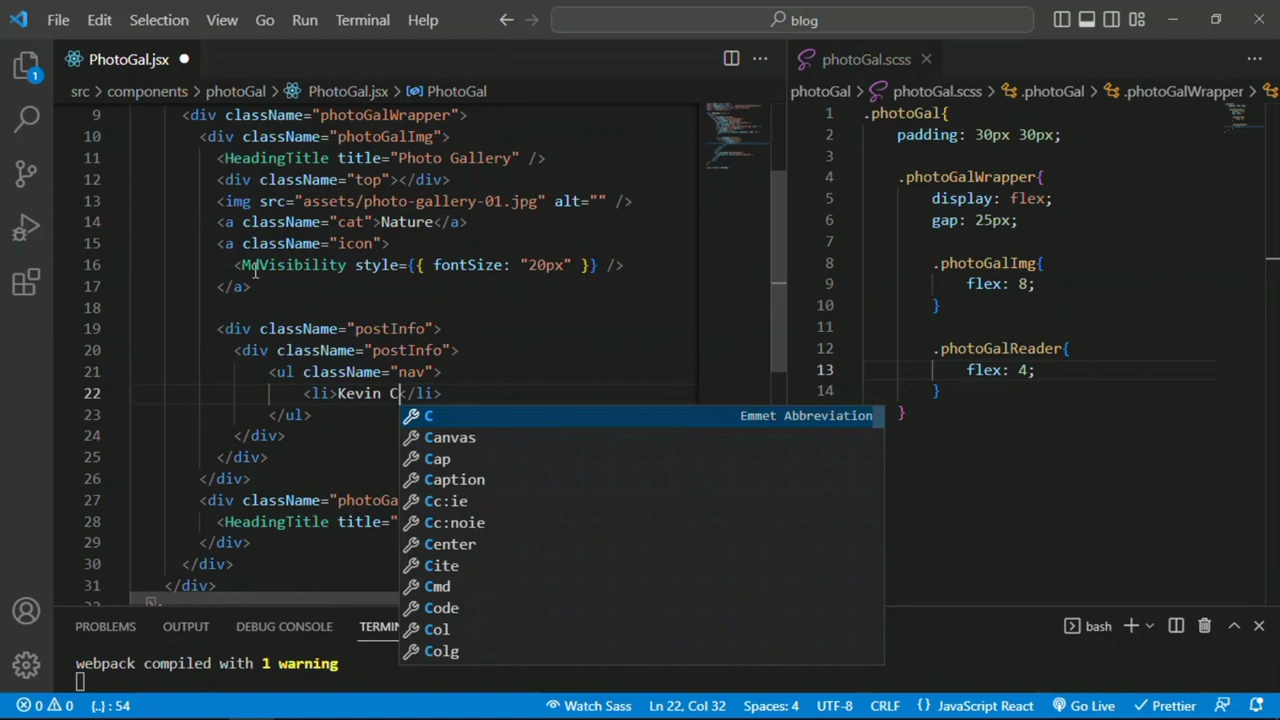 File Edit Selection View Go Run Terminal Help blog
PhotoGal.jsx
src > components > photoGal > PhotoGal.jsx > PhotoGal
9 <div className="photoGalWrapper">
10 <div className="photoGalImg">
11 <HeadingTitle title="Photo Gallery" />
12 <div className="top"></div>
13 <img src="assets/photo-gallery-01.jpg" alt="" />
14 <a className="cat">Nature</a>
15 <a className="icon">
16 <MdVisibility style={{ fontSize: "20px" }} />
17 </a>
18
19 <div className="postInfo">
20 <div className="postInfo">
21 <ul className="nav">
22 <li>Kevin C</li>
23 </ul>
24 </div>
25 </div>
26 </div>
27 <div className="photoGa
28 <HeadingTitle title="
29 </div>
30 </div>
31 </div>
C Emmet Abbreviation
Canvas
Cap
Caption
Cc:ie
Cc:noie
Center
Cite
Cmd
Code
Col
Colg
photoGal.scss
photoGal > photoGal.scss > .photoGal > .photoGalWrapper >
1 .photoGal{
2 padding: 30px 30px;
3
4 .photoGalWrapper{
5 display: flex;
6 gap: 25px;
7
8 .photoGalImg{
9 flex: 8;
10 }
11
12 .photoGalReader{
13 flex: 4;
14 }
}
PROBLEMS OUTPUT DEBUG CONSOLE TERMIN bash
webpack compiled with 1 warning
0 0 {..} : 54 Watch Sass Ln 22, Col 32 Spaces: 4 UTF-8 CRLF {} JavaScript React Go Live Prettier
1